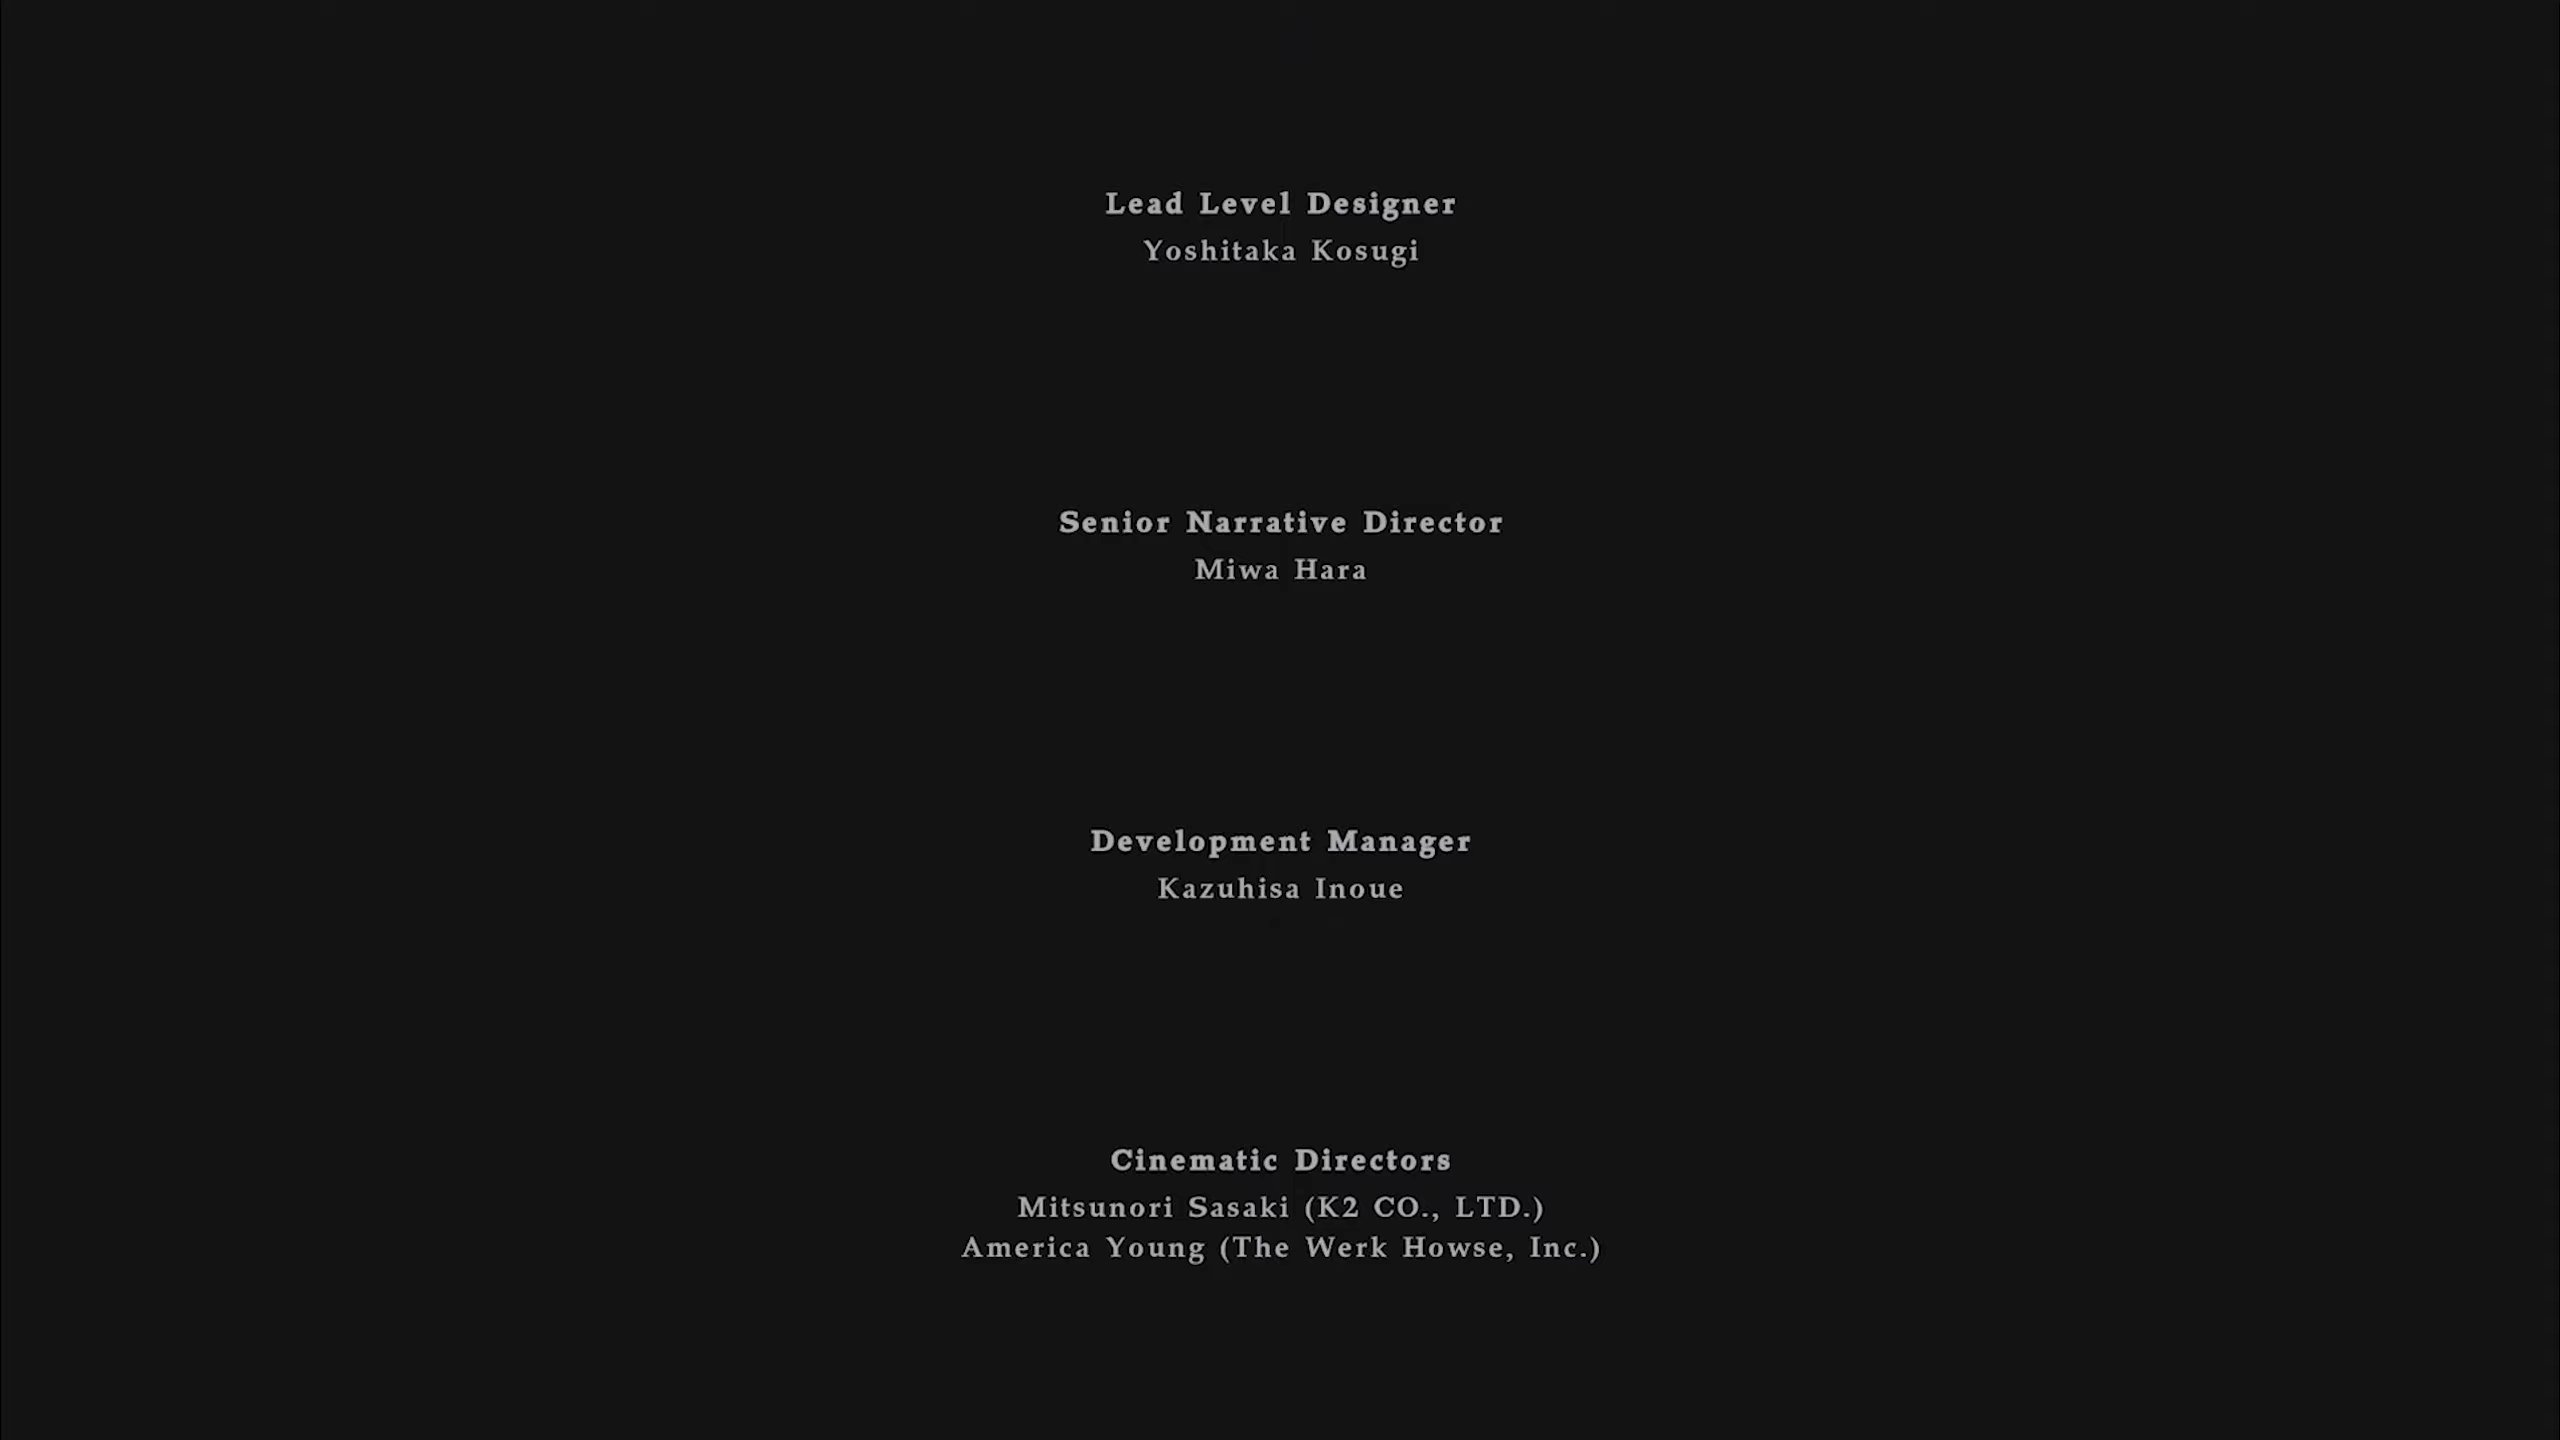 Lead Level Designer
Yoshitaka Kosugi
Senior Narrative Director
Miwa Hara
Development Manager
Kazuhisa Inoue
Cinematic Directors
Mitsunori Sasaki (K2 CO., LTD.)
America Young (The Werk Howse, Inc.)